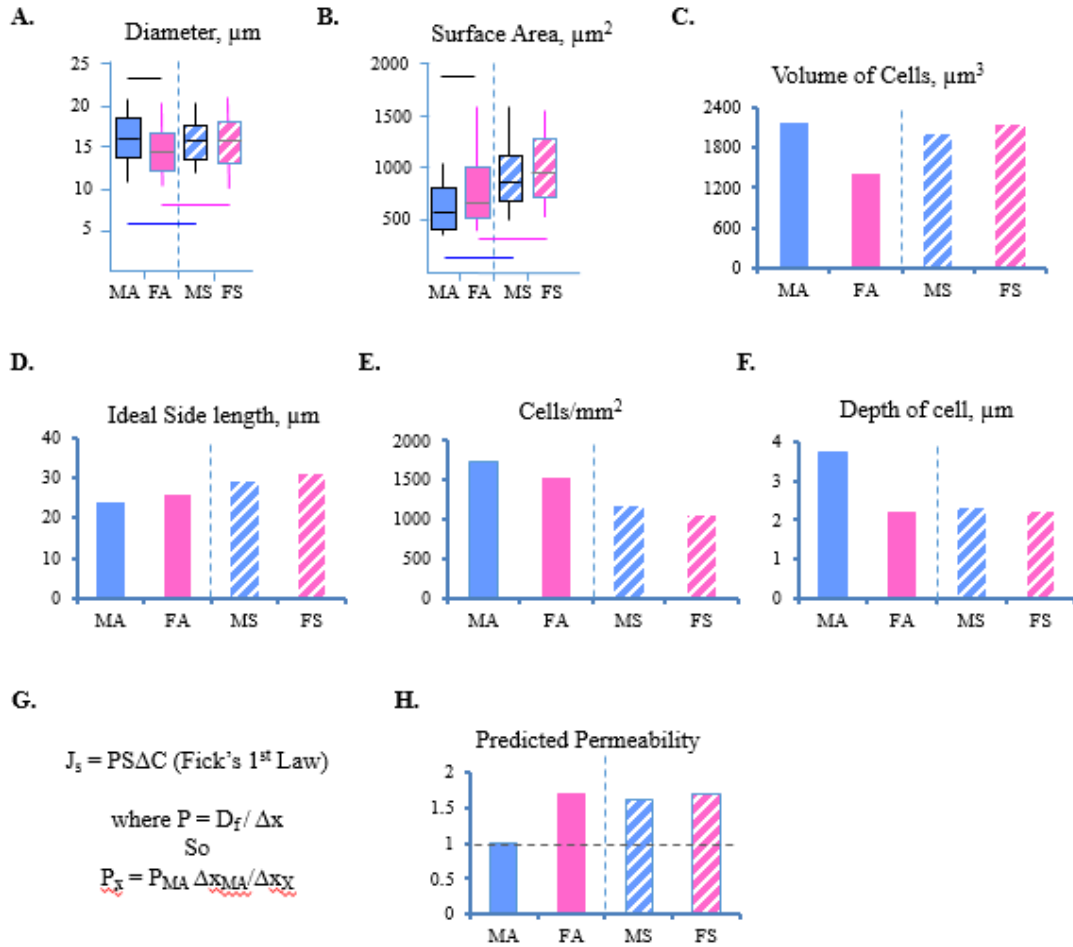 A.
Diameter, µm
25
20
15
10
5
MA FA MS FS
B.
Surface Area, µm²
2000
1500
1000
500
MA FA MS FS
C.
Volume of Cells, µm³
2400
1800
1200
600
0
MA FA MS FS
D.
Ideal Side length, µm
40
30
20
10
0
MA FA MS FS
E.
Cells/mm²
2000
1500
1000
500
0
MA FA MS FS
F.
Depth of cell, µm
4
3
2
1
0
MA FA MS FS
G.
Jₛ = PSΔC (Fick's 1ˢᵗ Law)
where P = D_f / Δx
So
Pₓ = P_MA Δx_MA/Δx_X
H.
Predicted Permeability
2
1.5
1
0.5
0
MA FA MS FS